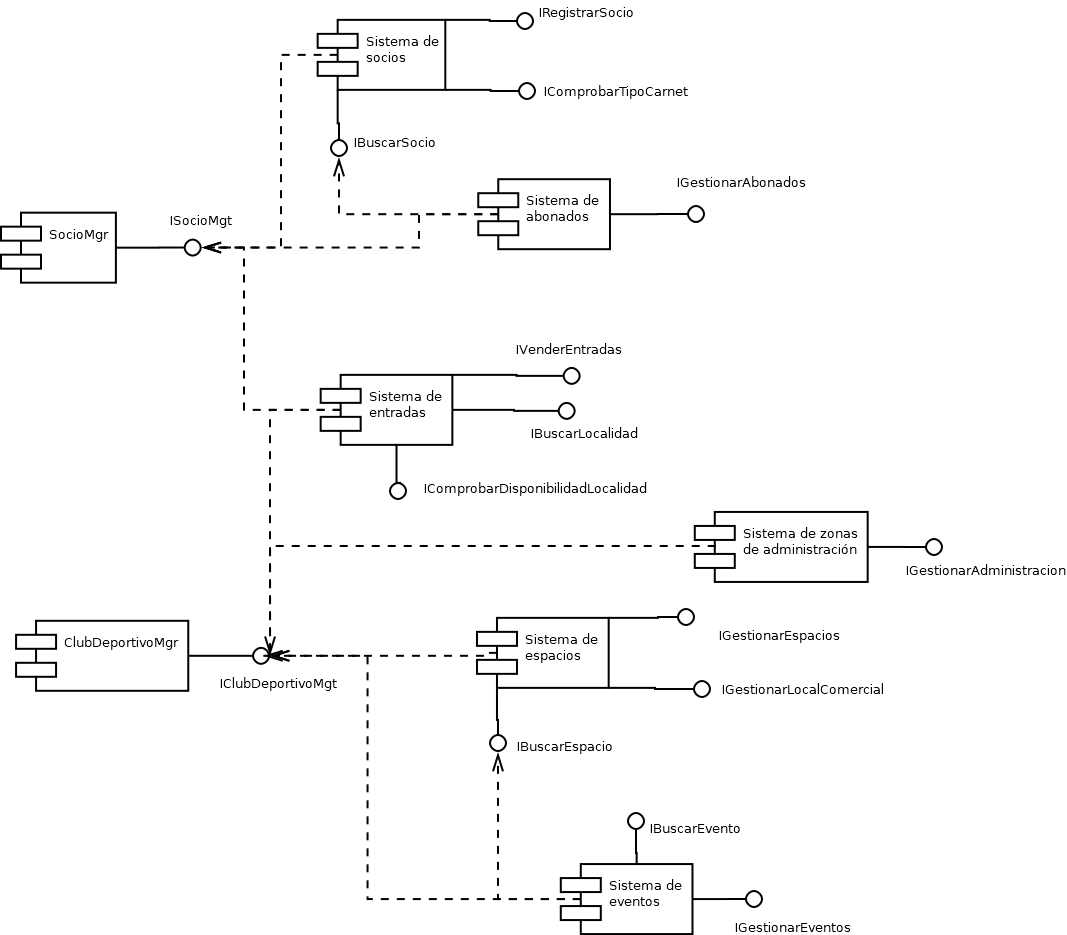 IRegistrarSocio
Sistema de
socios
IComprobarTipoCarnet
IBuscarSocio
IGestionarAbonados
Sistema de
abonados
ISocioMgt
SocioMgr
IVenderEntradas
Sistema de
entradas
IBuscarLocalidad
IComprobarDisponibilidadLocalidad
Sistema de zonas
de administración
IGestionarAdministracion
ClubDeportivoMgr
IClubDeportivoMgt
Sistema de
espacios
IGestionarEspacios
IGestionarLocalComercial
IBuscarEspacio
IBuscarEvento
Sistema de
eventos
IGestionarEventos